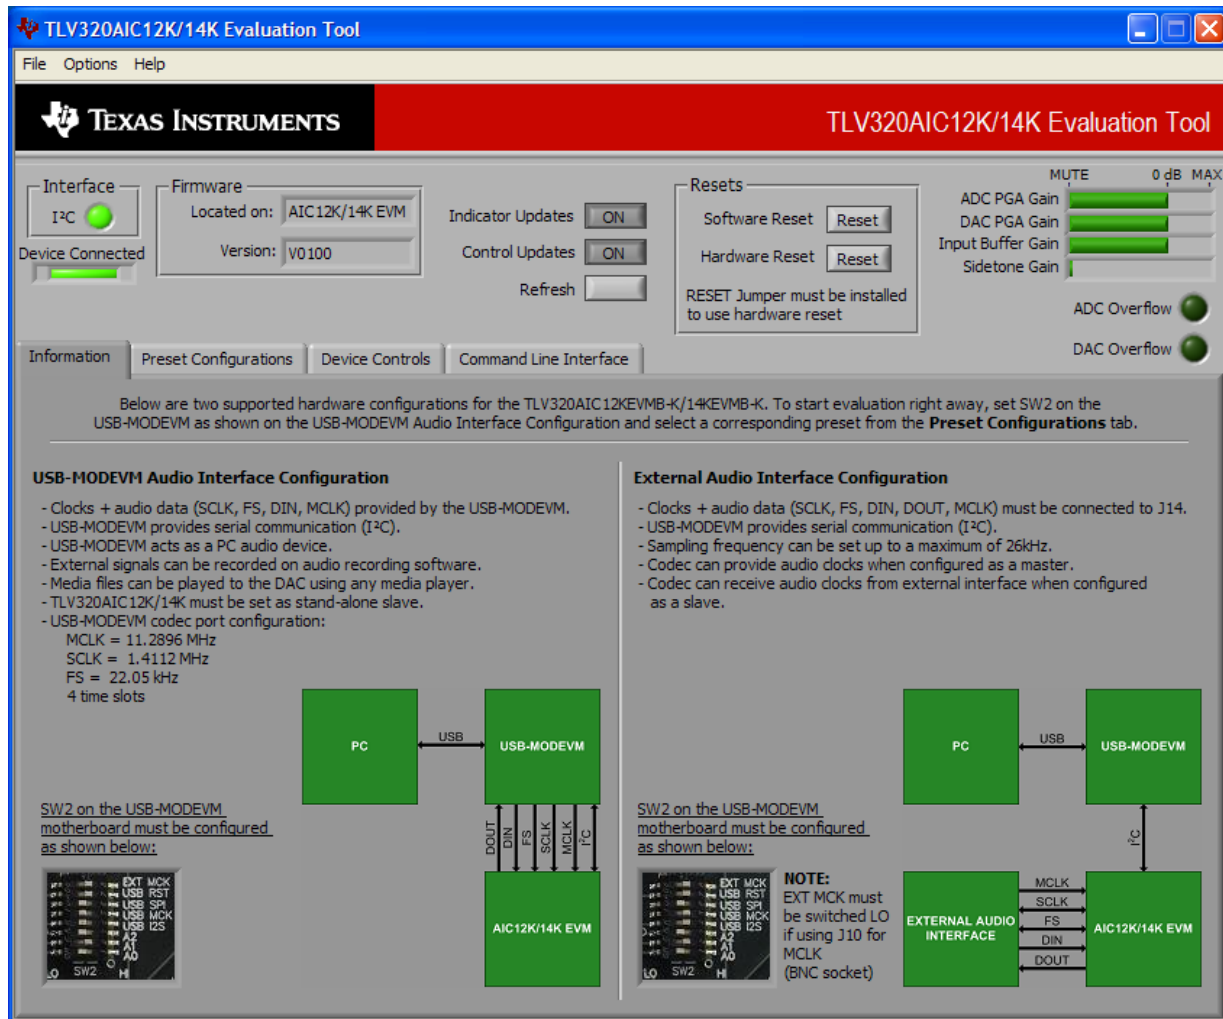 TLV320AIC12K/14K Evaluation Tool
File Options Help
TEXAS INSTRUMENTS
TLV320AIC12K/14K Evaluation Tool
Interface
I²C
Device Connected
Firmware
Located on: AIC12K/14K EVM
Version: V0100
Indicator Updates ON
Control Updates ON
Refresh
Resets
Software Reset Reset
Hardware Reset Reset
RESET Jumper must be installed
to use hardware reset
MUTE 0 dB MAX
ADC PGA Gain
DAC PGA Gain
Input Buffer Gain
Sidetone Gain
ADC Overflow
DAC Overflow
Information Preset Configurations Device Controls Command Line Interface
Below are two supported hardware configurations for the TLV320AIC12KEVMB-K/14KEVMB-K. To start evaluation right away, set SW2 on the
USB-MODEVM as shown on the USB-MODEVM Audio Interface Configuration and select a corresponding preset from the Preset Configurations tab.
USB-MODEVM Audio Interface Configuration
- Clocks + audio data (SCLK, FS, DIN, MCLK) provided by the USB-MODEVM.
- USB-MODEVM provides serial communication (I²C).
- USB-MODEVM acts as a PC audio device.
- External signals can be recorded on audio recording software.
- Media files can be played to the DAC using any media player.
- TLV320AIC12K/14K must be set as stand-alone slave.
- USB-MODEVM codec port configuration:
MCLK = 11.2896 MHz
SCLK = 1.4112 MHz
FS = 22.05 kHz
4 time slots
PC
USB
USB-MODEVM
DOUT
DIN
FS
SCLK
MCLK
I²C
AIC12K/14K EVM
SW2 on the USB-MODEVM
motherboard must be configured
as shown below:
EXT MCK
USB RST
USB SPI
USB MCK
USB I2S
A2
A1
A0
LO SW2 HI
External Audio Interface Configuration
- Clocks + audio data (SCLK, FS, DIN, DOUT, MCLK) must be connected to J14.
- USB-MODEVM provides serial communication (I²C).
- Sampling frequency can be set up to a maximum of 26kHz.
- Codec can provide audio clocks when configured as a master.
- Codec can receive audio clocks from external interface when configured
as a slave.
PC
USB
USB-MODEVM
I²C
SW2 on the USB-MODEVM
motherboard must be configured
as shown below:
EXT MCK
USB RST
USB SPI
USB MCK
USB I2S
A2
A1
A0
LO SW2 HI
NOTE:
EXT MCK must
be switched LO
if using J10 for
MCLK
(BNC socket)
EXTERNAL AUDIO
INTERFACE
MCLK
SCLK
FS
DIN
DOUT
AIC12K/14K EVM